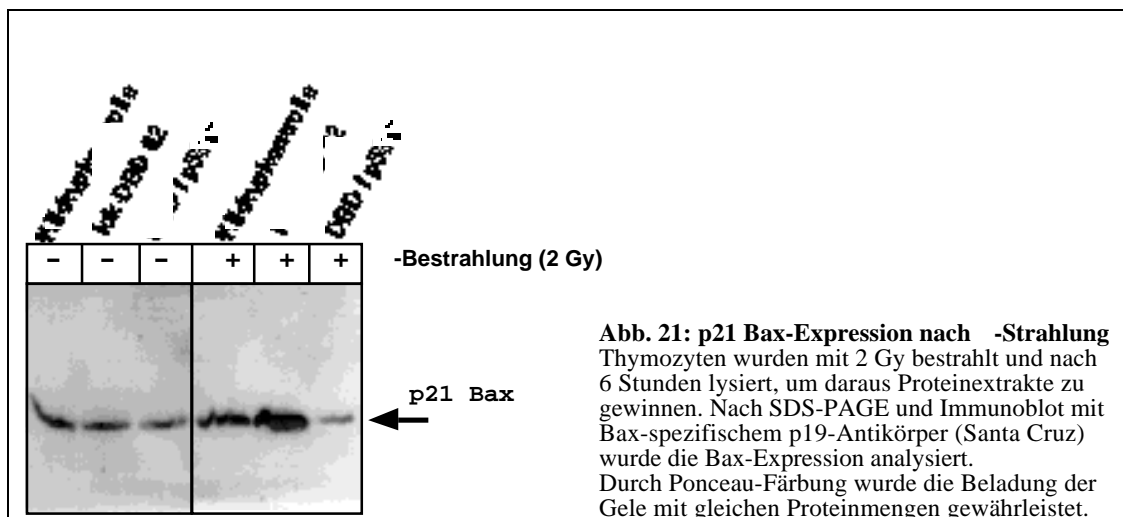 - - - + + + -Bestrahlung (2 Gy)
p21 Bax
Abb. 21: p21 Bax-Expression nach -Strahlung
Thymozyten wurden mit 2 Gy bestrahlt und nach
6 Stunden lysiert, um daraus Proteinextrakte zu
gewinnen. Nach SDS-PAGE und Immunoblot mit
Bax-spezifischem p19-Antikörper (Santa Cruz)
wurde die Bax-Expression analysiert.
Durch Ponceau-Färbung wurde die Beladung der
Gele mit gleichen Proteinmengen gewährleistet.